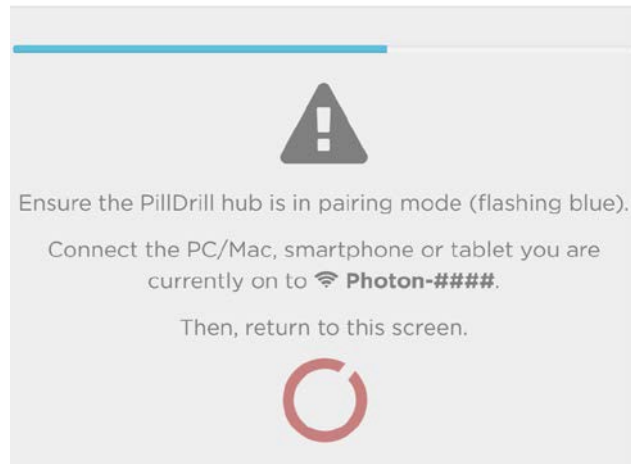 Ensure the PillDrill hub is in pairing mode (flashing blue).
Connect the PC/Mac, smartphone or tablet you are
currently on to Photon-####.
Then, return to this screen.